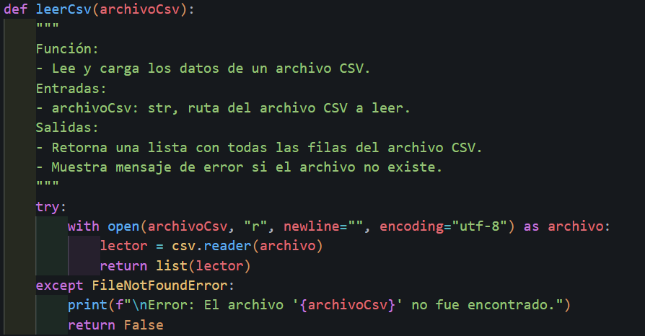 def leerCsv(archivoCsv):
    """
    Función:
    - Lee y carga los datos de un archivo CSV.
    Entradas:
    - archivoCsv: str, ruta del archivo CSV a leer.
    Salidas:
    - Retorna una lista con todas las filas del archivo CSV.
    - Muestra mensaje de error si el archivo no existe.
    """
    try:
        with open(archivoCsv, "r", newline="", encoding="utf-8") as archivo:
            lector = csv.reader(archivo)
            return list(lector)
    except FileNotFoundError:
        print(f"\nError: El archivo '{archivoCsv}' no fue encontrado.")
        return False